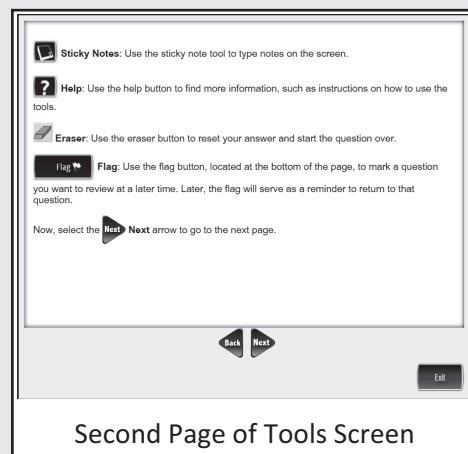 Sticky Notes: Use the sticky note tool to type notes on the screen.
? Help: Use the help button to find more information, such as instructions on how to use the
tools.
Eraser: Use the eraser button to reset your answer and start the question over.
Flag Flag: Use the flag button, located at the bottom of the page, to mark a question
you want to review at a later time. Later, the flag will serve as a reminder to return to that
question.
Now, select the Next Next arrow to go to the next page.
Back Next
Exit
Second Page of Tools Screen